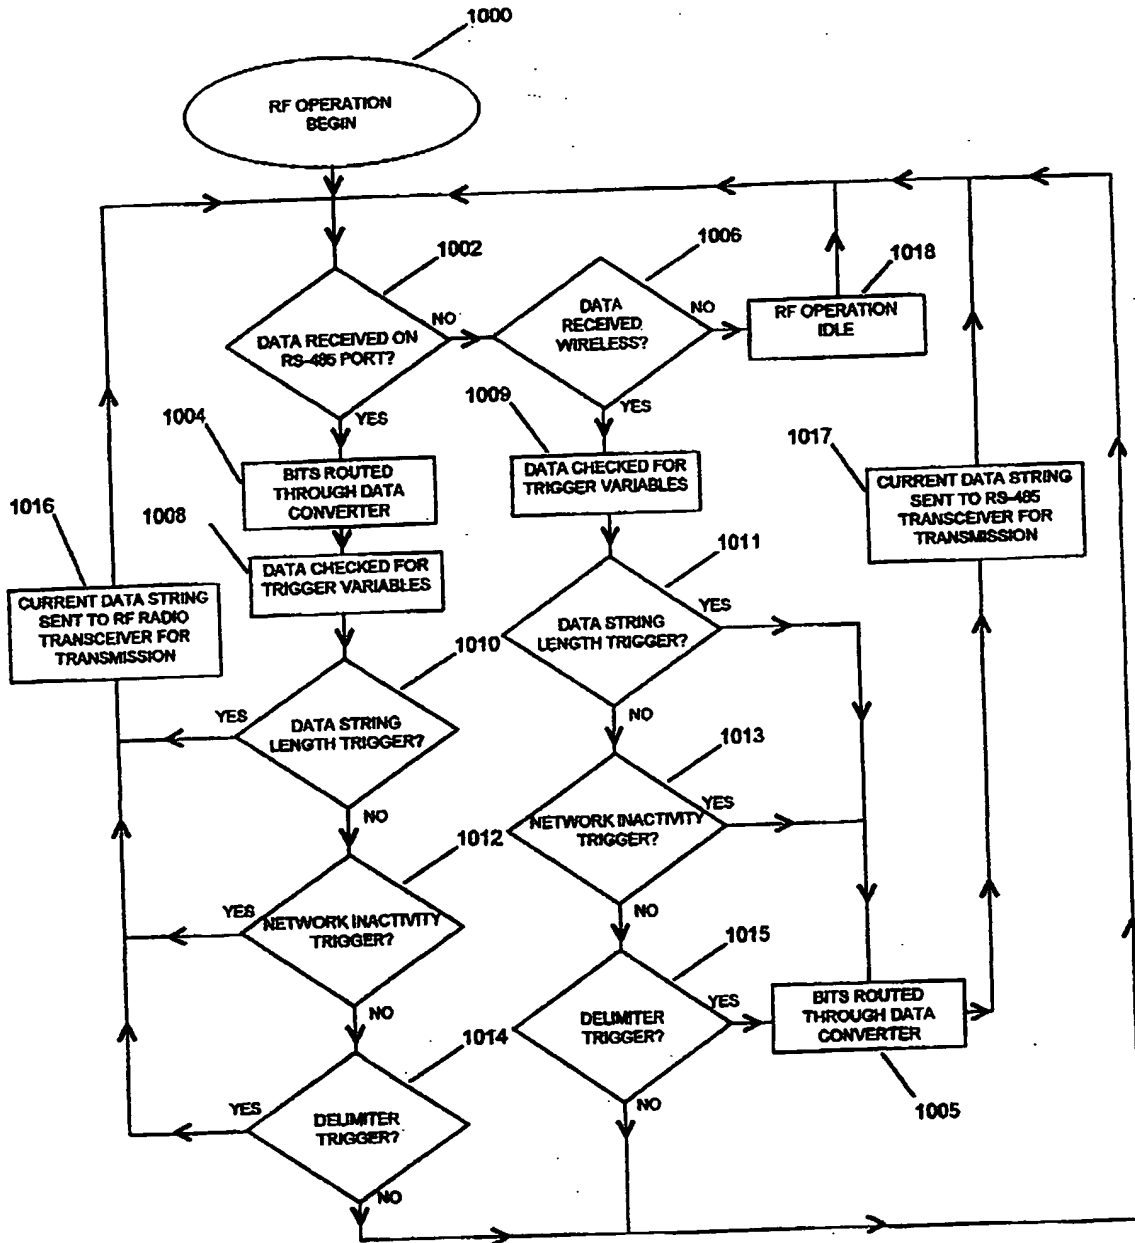 1000
RF OPERATION
BEGIN
1002
1006
1018
DATA RECEIVED ON
RS-485 PORT?
NO
DATA
RECEIVED
WIRELESS?
NO
RF OPERATION
IDLE
YES
YES
1004
1009
1017
BITS ROUTED
THROUGH DATA
CONVERTER
DATA CHECKED FOR
TRIGGER VARIABLES
CURRENT DATA STRING
SENT TO RS-485
TRANSCEIVER FOR
TRANSMISSION
1016
1008
DATA CHECKED FOR
TRIGGER VARIABLES
1011
CURRENT DATA STRING
SENT TO RF RADIO
TRANSCEIVER FOR
TRANSMISSION
DATA STRING
LENGTH TRIGGER?
YES
1010
YES
DATA STRING
LENGTH TRIGGER?
NO
1013
NO
NETWORK INACTIVITY
TRIGGER?
YES
1012
YES
NETWORK INACTIVITY
TRIGGER?
NO
1015
NO
DELIMITER
TRIGGER?
YES
BITS ROUTED
THROUGH DATA
CONVERTER
1014
1005
YES
DELIMITER
TRIGGER?
NO
NO